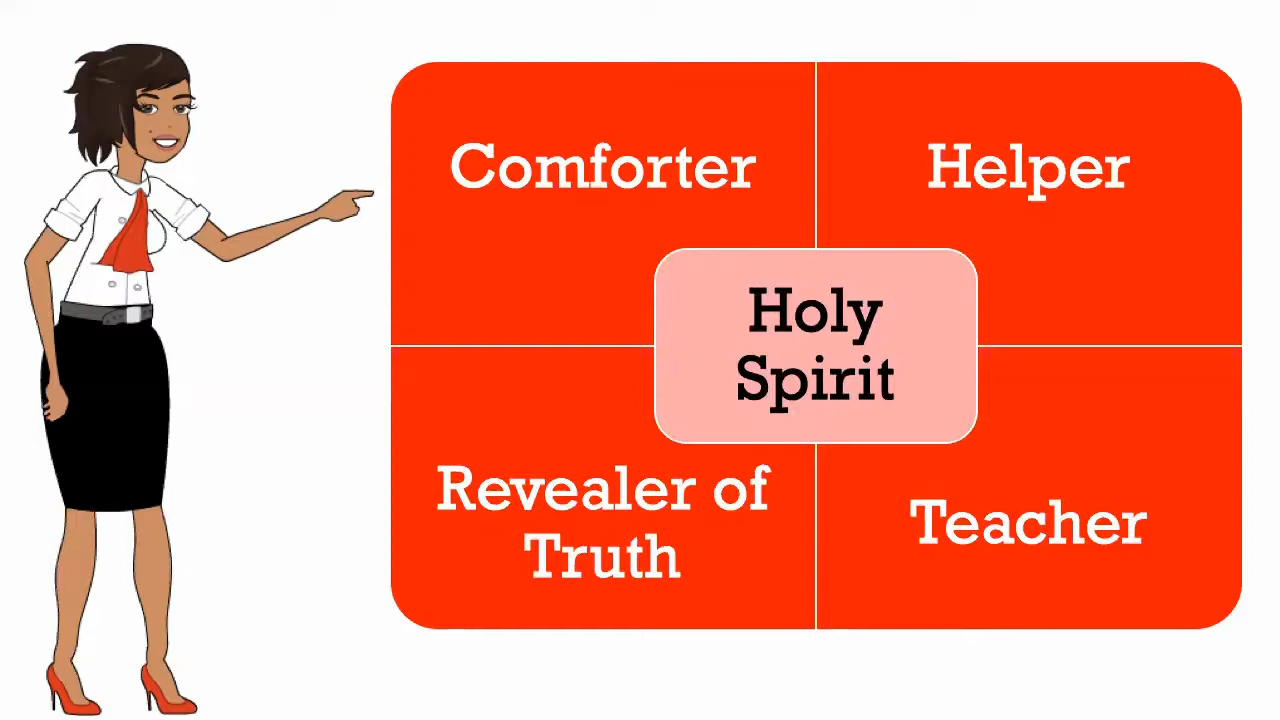 Comforter
Helper
Holy
Spirit
Revealer of
Truth
Teacher